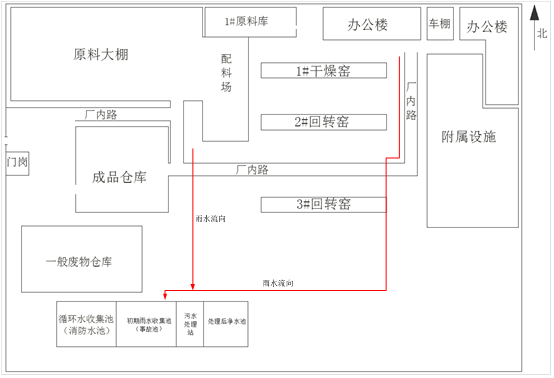 1#原料库
办公楼
车棚
办公楼
北
原料大棚
配
料
场
1#干燥窑
厂
内
路
厂内路
2#回转窑
附属设施
门岗
成品仓库
厂内路
3#回转窑
雨水流向
一般废物仓库
雨水流向
循环水收集池
（消防水池）
初期雨水收集池
（事故池）
污水
处理
站
处理后净水池